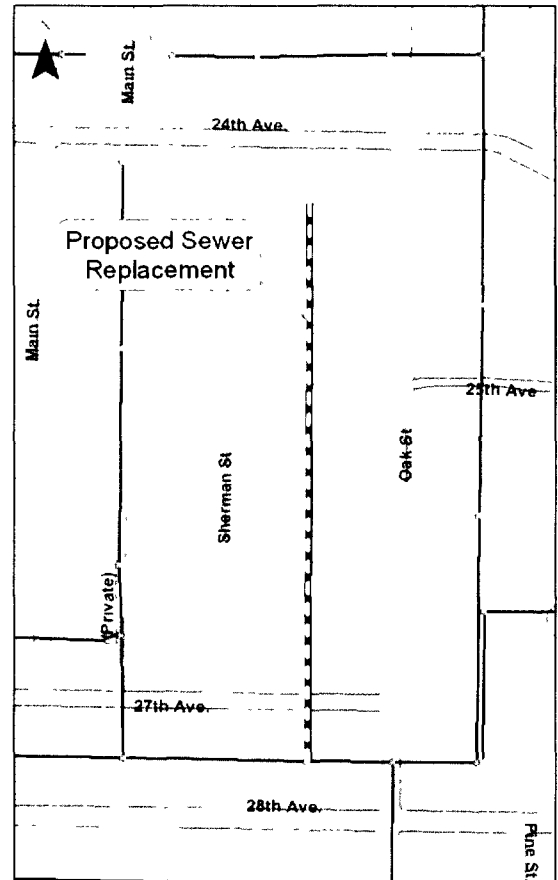 Main St.
24th Ave.
Proposed Sewer
Replacement
Main St.
25th Ave
Oak St
Sherman St
(Private)
27th Ave.
28th Ave.
Pine St.